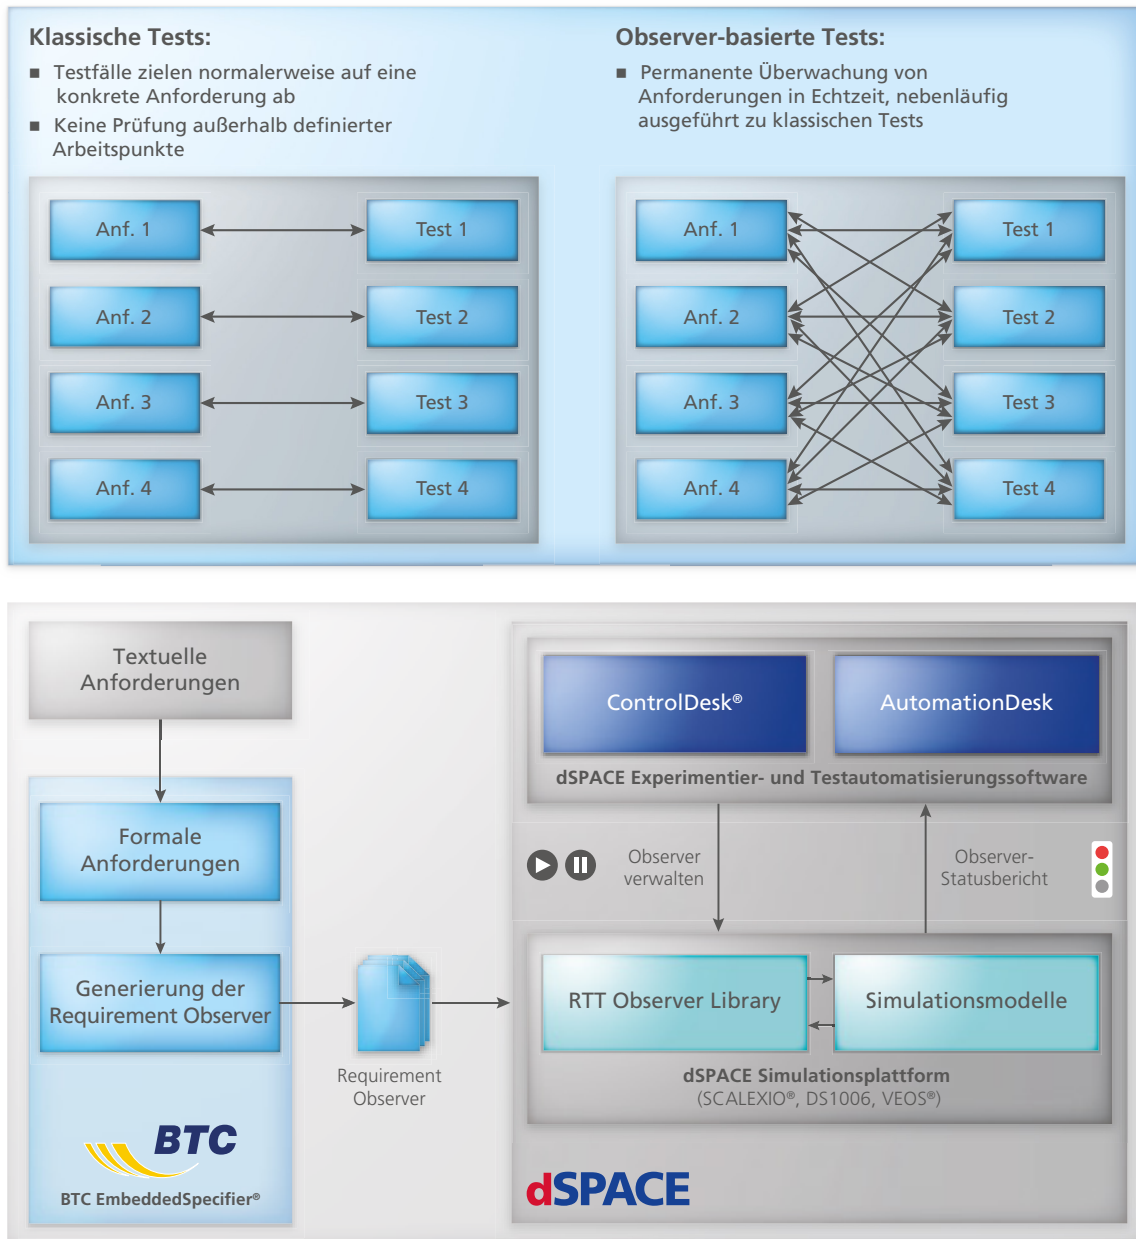 Klassische Tests:
■ Testfälle zielen normalerweise auf eine
konkrete Anforderung ab
■ Keine Prüfung außerhalb definierter
Arbeitspunkte
Anf. 1
Test 1
Anf. 2
Test 2
Anf. 3
Test 3
Anf. 4
Test 4
Observer-basierte Tests:
■ Permanente Überwachung von
Anforderungen in Echtzeit, nebenläufig
ausgeführt zu klassischen Tests
Anf. 1
Test 1
Anf. 2
Test 2
Anf. 3
Test 3
Anf. 4
Test 4
Textuelle
Anforderungen
Formale
Anforderungen
Generierung der
Requirement Observer
BTC
BTC EmbeddedSpecifier®
Requirement
Observer
ControlDesk®
AutomationDesk
dSPACE Experimentier- und Testautomatisierungssoftware
Observer
verwalten
Observer-
Statusbericht
RTT Observer Library
Simulationsmodelle
dSPACE Simulationsplattform
(SCALEXIO®, DS1006, VEOS®)
dSPACE